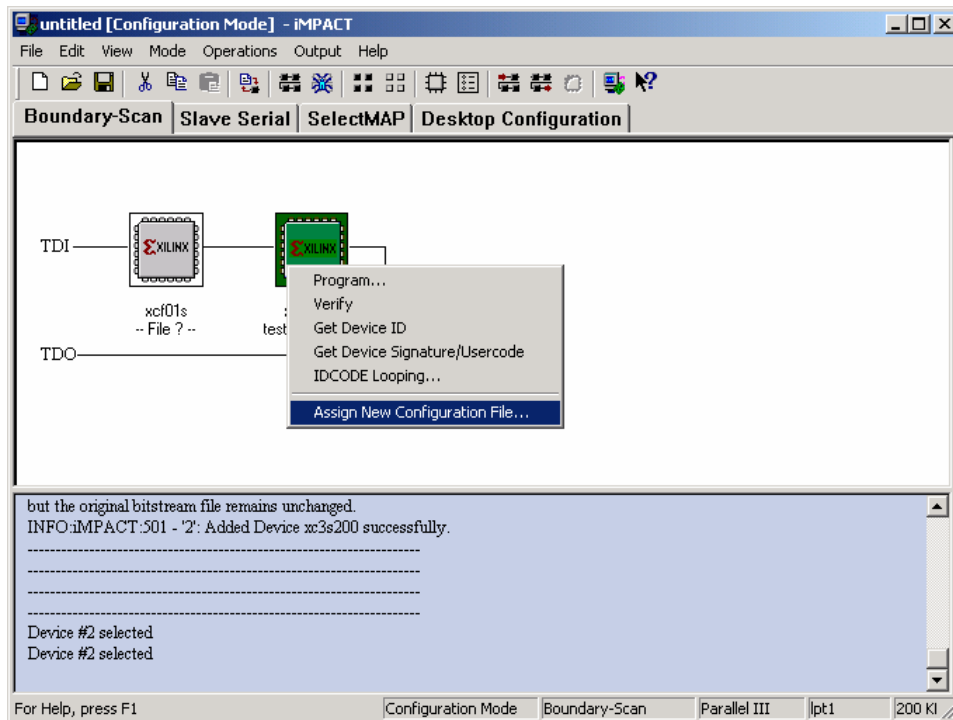 untitled [Configuration Mode] - iMPACT
File Edit View Mode Operations Output Help
Boundary-Scan Slave Serial SelectMAP Desktop Configuration
TDI
XILINX
XILINX
xcf01s
-- File ? --
test
TDO
Program...
Verify
Get Device ID
Get Device Signature/Usercode
IDCODE Looping...
Assign New Configuration File...
but the original bitstream file remains unchanged.
INFO:iMPACT:501 - '2': Added Device xc3s200 successfully.
----------------------------------------------------------------------
----------------------------------------------------------------------
----------------------------------------------------------------------
----------------------------------------------------------------------
Device #2 selected
Device #2 selected
For Help, press F1 Configuration Mode Boundary-Scan Parallel III lpt1 200 KI